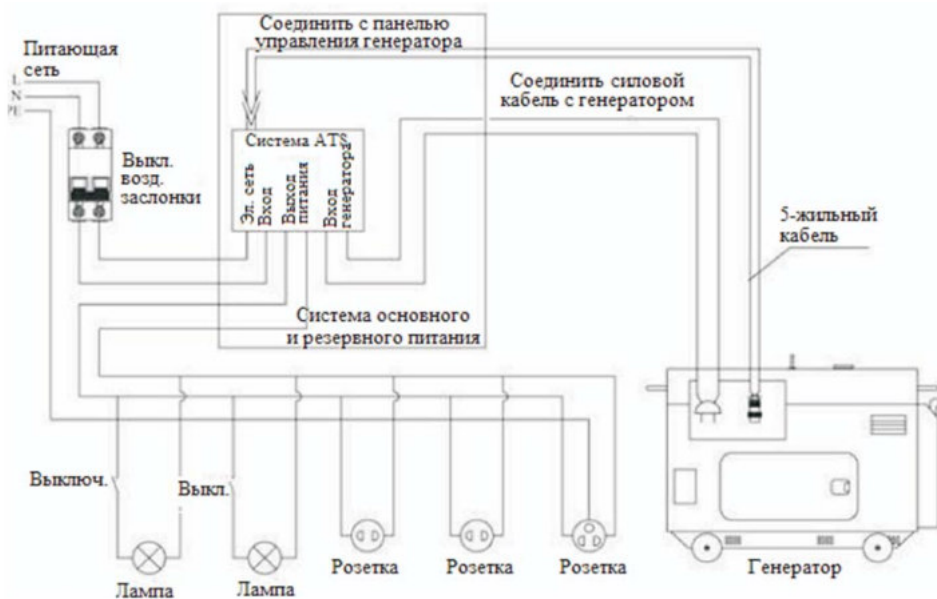 Соединить с панелью
управления генератора
Питающая
сеть
L
N
PE
Соединить силовой
кабель с генератором
Система ATS
Эл. сеть
Вход
Выход
питания
Вход
генератора
Выкл.
возд.
заслонки
5-жильный
кабель
Система основного
и резервного питания
Выключ.
Выкл.
Лампа
Лампа
Розетка
Розетка
Розетка
Генератор